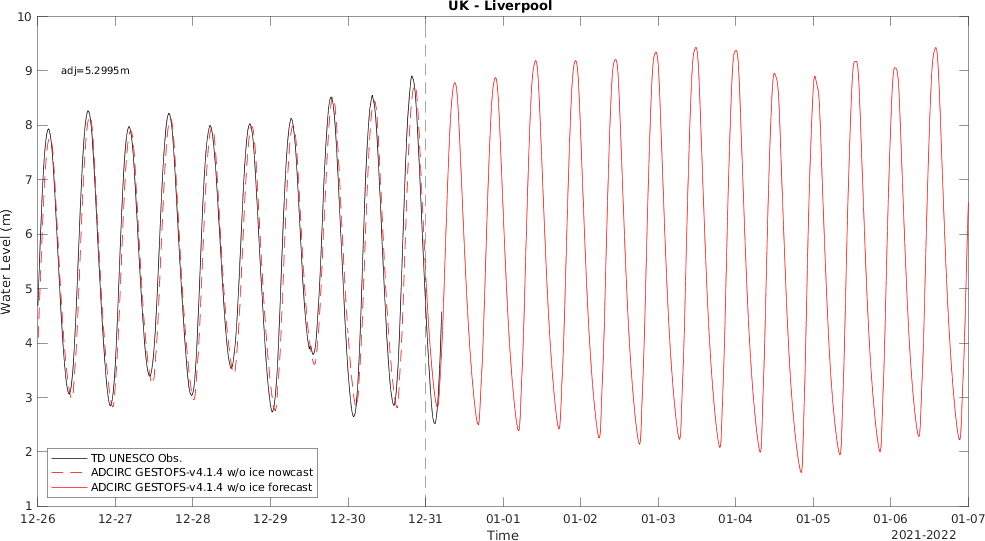 UK - Liverpool
10
9
8
7
6
5
4
3
2
1
Water Level (m)
adj=5.2995m
TD UNESCO Obs.
ADCIRC GESTOFS-v4.1.4 w/o ice nowcast
ADCIRC GESTOFS-v4.1.4 w/o ice forecast
12-26 12-27 12-28 12-29 12-30 12-31 01-01 01-02 01-03 01-04 01-05 01-06 01-07
Time
2021-2022